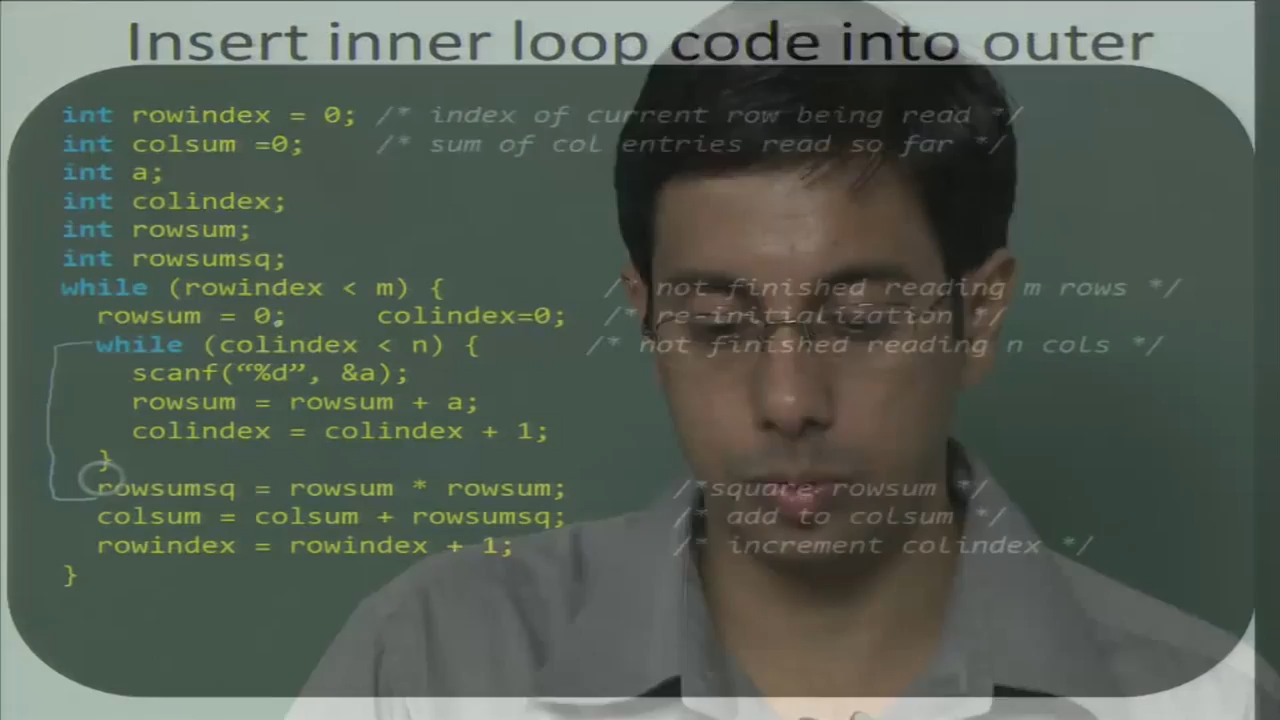 Insert inner loop code into outer
int rowindex = 0; /* index of current row being read */
int colsum =0; /* sum of col entries read so far */
int a;
int colindex;
int rowsum;
int rowsumsq;
while (rowindex < m) { /* not finished reading m rows */
rowsum = 0; colindex=0; /* re-initialization */
while (colindex < n) { /* not finished reading n cols */
scanf(“%d”, &a);
rowsum = rowsum + a;
colindex = colindex + 1;
}
rowsumsq = rowsum * rowsum; /*square rowsum */
colsum = colsum + rowsumsq; /* add to colsum */
rowindex = rowindex + 1; /* increment colindex */
}